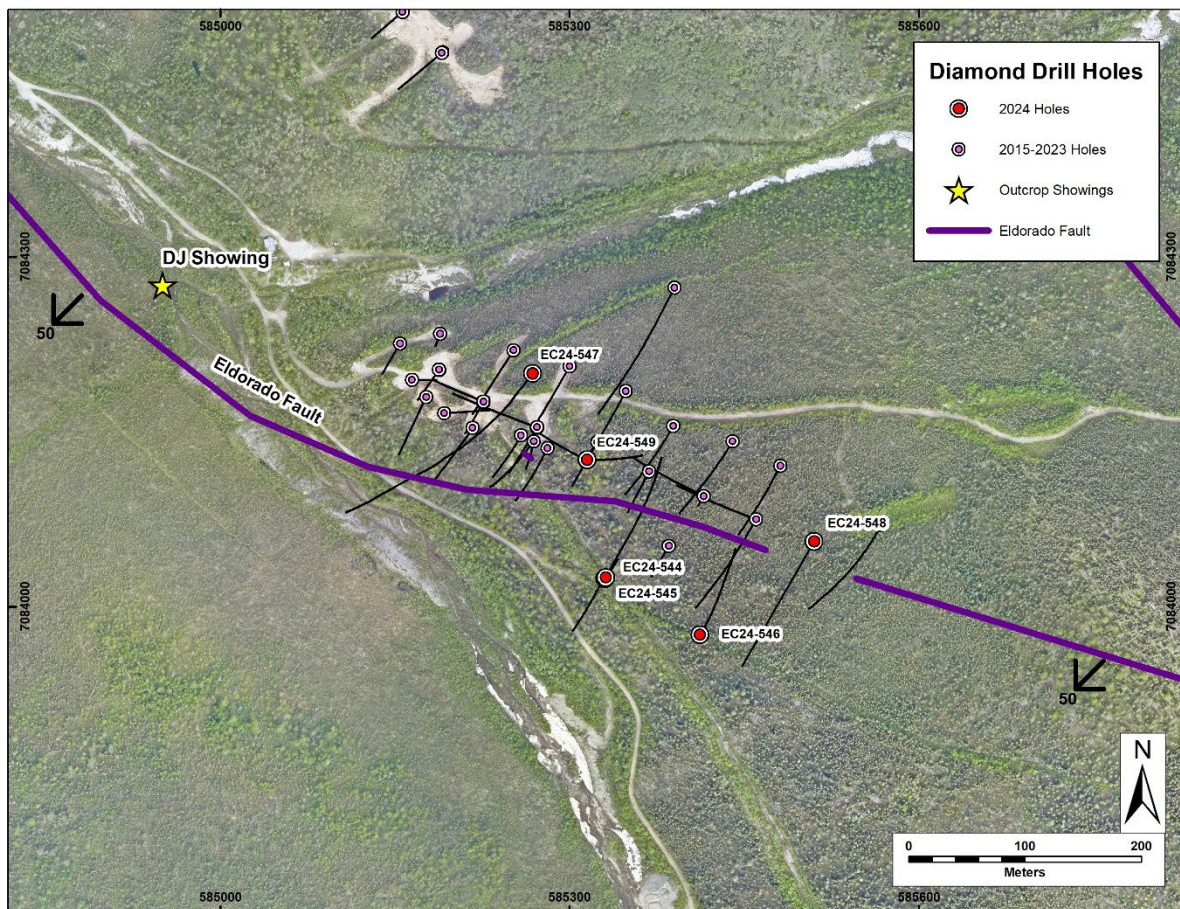 585000
585300
585600
Diamond Drill Holes
2024 Holes
2015-2023 Holes
Outcrop Showings
Eldorado Fault
7084300
7084300
DJ Showing
50
EC24-547
Eldorado Fault
EC24-549
EC24-548
EC24-544
EC24-545
EC24-546
7084000
7084000
50
N
0
100
200
Meters
585000
585300
585600